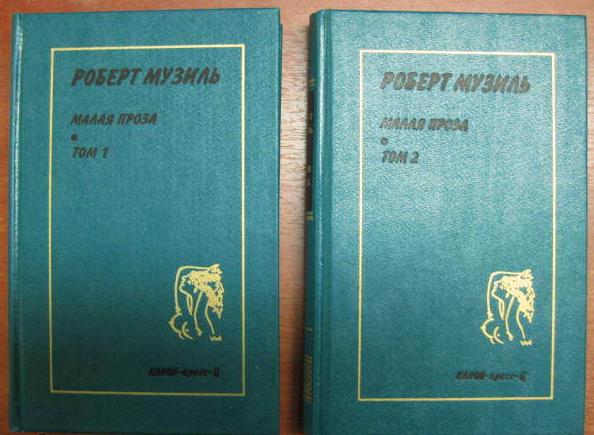 РОБЕРТ МУЗИЛЬ
МАЛАЯ ПРОЗА
ТОМ 1
КАНОН-пресс-Ц
РОБЕРТ МУЗИЛЬ
МАЛАЯ ПРОЗА
ТОМ 2
КАНОН-пресс-Ц